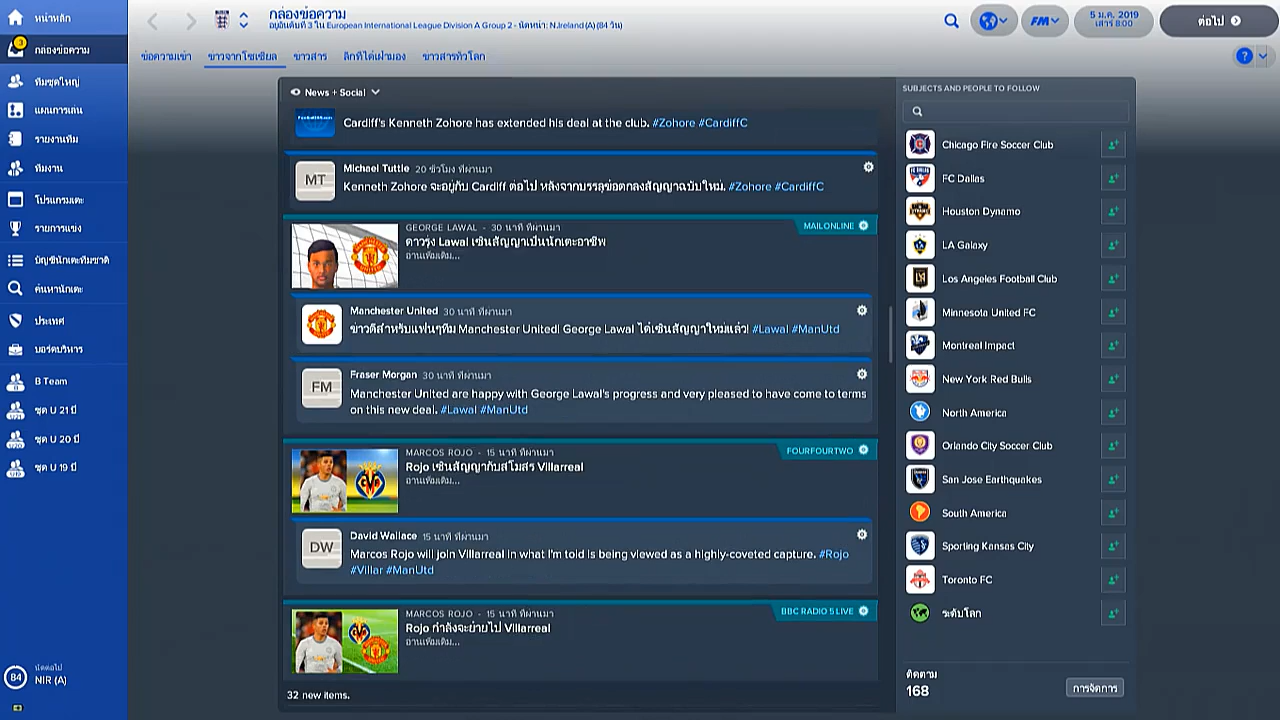 หน้าหลัก
กล่องข้อความ
3
ทีมชุดใหญ่
แผนการเล่น
รายงานทีม
ทีมงาน
โปรแกรมเตะ
รายการแข่ง
บัญชีนักเตะทีมชาติ
ค้นหานักเตะ
ประเทศ
บอร์ดบริหาร
B Team
ชุด U 21 ปี
ชุด U 20 ปี
ชุด U 19 ปี
84
นัดต่อไป
NIR (A)
กล่องข้อความ
อยู่อันดับที่ 3 ใน European International League Division A Group 2 - นัดหน้า: N.Ireland (A) (84 วัน)
FM
5 ม.ค. 2019
เสาร์ 8:00
ต่อไป
ข้อความเข้า
ข่าวจากโซเชียล
ข่าวสาร
ลีกที่ได้เฝ้ามอง
ข่าวสารทั่วโลก
?
News + Social
Cardiff's Kenneth Zohore has extended his deal at the club. #Zohore #CardiffC
MT
Michael Tuttle 20 ชั่วโมง ที่ผ่านมา
Kenneth Zohore จะอยู่กับ Cardiff ต่อไป หลังจากบรรลุข้อตกลงสัญญาฉบับใหม่. #Zohore #CardiffC
GEORGE LAWAL - 30 นาที ที่ผ่านมา
MAILONLINE
ดาวรุ่ง Lawal เซ็นสัญญาเป็นนักเตะอาชีพ
อ่านเพิ่มเติม...
Manchester United 30 นาที ที่ผ่านมา
ข่าวดีสำหรับแฟนๆทีม Manchester United! George Lawal ได้เซ็นสัญญาใหม่แล้ว! #Lawal #ManUtd
FM
Fraser Morgan 30 นาที ที่ผ่านมา
Manchester United are happy with George Lawal's progress and very pleased to have come to terms
on this new deal. #Lawal #ManUtd
MARCOS ROJO - 15 นาที ที่ผ่านมา
FOURFOURTWO
Rojo เซ็นสัญญากับสโมสร Villarreal
อ่านเพิ่มเติม...
DW
David Wallace 15 นาที ที่ผ่านมา
Marcos Rojo will join Villarreal in what I'm told is being viewed as a highly-coveted capture. #Rojo
#Villar #ManUtd
MARCOS ROJO - 15 นาที ที่ผ่านมา
BBC RADIO 5 LIVE
Rojo กำลังจะย้ายไป Villarreal
อ่านเพิ่มเติม...
32 new items.
SUBJECTS AND PEOPLE TO FOLLOW
Chicago Fire Soccer Club
FC Dallas
Houston Dynamo
LA Galaxy
Los Angeles Football Club
Minnesota United FC
Montreal Impact
New York Red Bulls
North America
Orlando City Soccer Club
San Jose Earthquakes
South America
Sporting Kansas City
Toronto FC
ระดับโลก
ติดตาม
168
การจัดการ